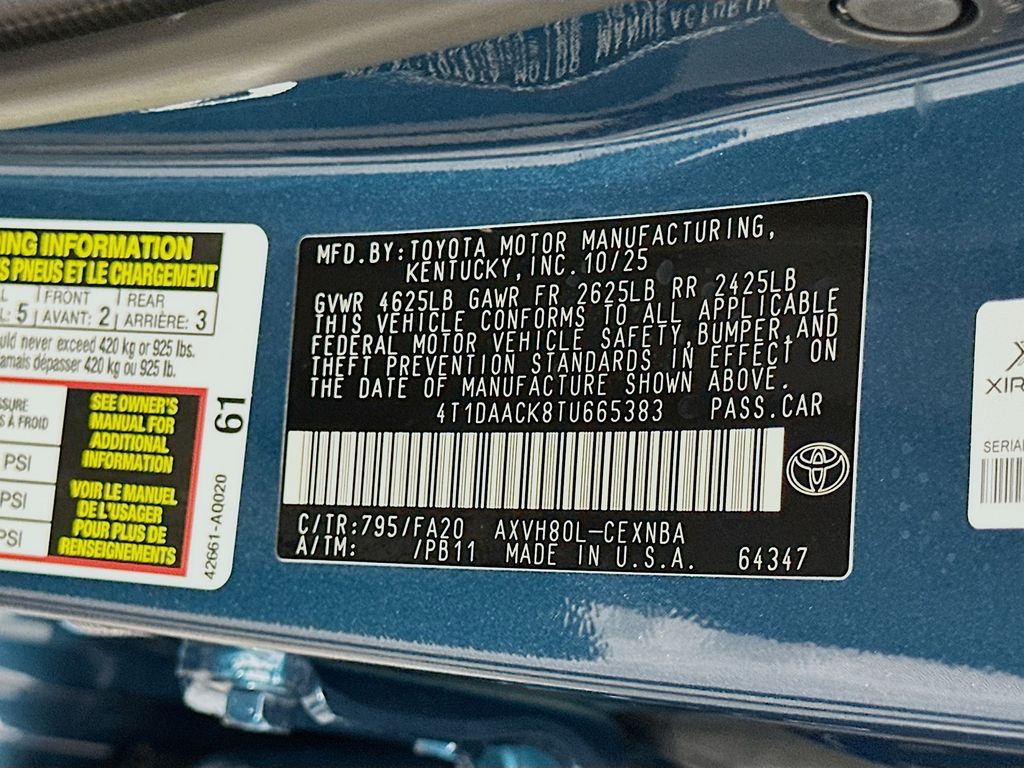 ING INFORMATION
S PNEUS ET LE CHARGEMENT
FRONT REAR
: 5 AVANT: 2 ARRIÈRE: 3
uld never exceed 420 kg or 925 lbs.
amais dépasser 420 kg ou 925 lb.
SSURE
S À FROID
PSI
PSI
PSI
SEE OWNER'S
MANUAL FOR
ADDITIONAL
INFORMATION
VOIR LE MANUEL
DE L'USAGER
POUR PLUS DE
RENSEIGNEMENTS
61
42661-A0020
MFD. BY: TOYOTA MOTOR MANUFACTURING,
KENTUCKY, INC. 10/25
GVWR 4625LB GAWR FR 2625LB RR 2425LB
THIS VEHICLE CONFORMS TO ALL APPLICABLE
FEDERAL MOTOR VEHICLE SAFETY, BUMPER, AND
THEFT PREVENTION STANDARDS IN EFFECT ON
THE DATE OF MANUFACTURE SHOWN ABOVE.
4T1DAACK8TU665383 PASS.CAR
C/TR:795/FA20 AXVH80L-CEXNBA
A/TM: /PB11 MADE IN U.S.A. 64347
XIR
SERIAL